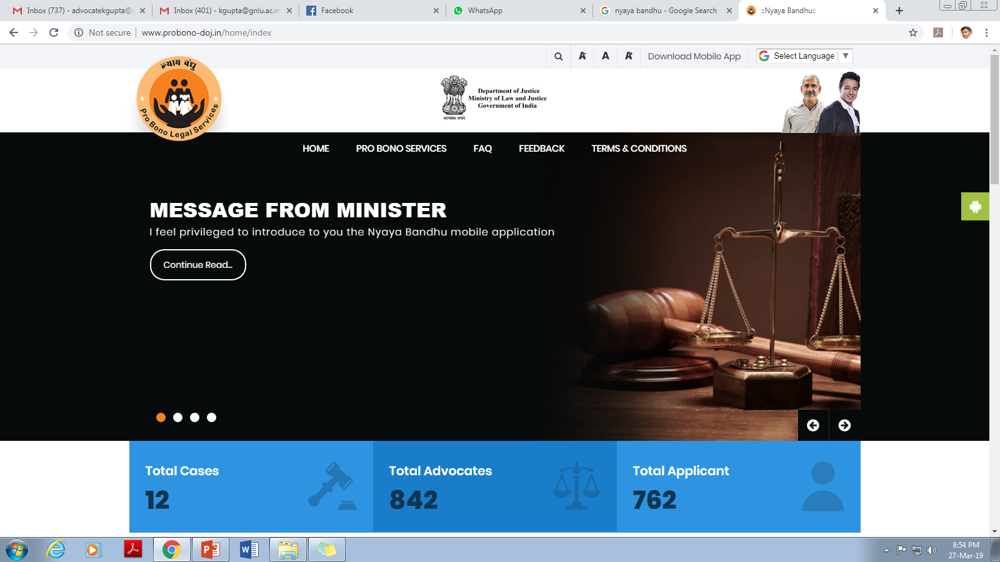 Inbox (737) - advocatekgupta@g
Inbox (401) - kgupta@gnlu.ac.in
Facebook
WhatsApp
nyaya bandhu - Google Search
::Nyaya Bandhu::
Not secure
www.probono-doj.in/home/index
A A A
Download Mobile App
Select Language
न्याय बंधु
Pro Bono Legal Services
Department of Justice
Ministry of Law and Justice
Government of India
सत्यमेव जयते
HOME
PRO BONO SERVICES
FAQ
FEEDBACK
TERMS & CONDITIONS
MESSAGE FROM MINISTER
I feel privileged to introduce to you the Nyaya Bandhu mobile application
Continue Read...
Total Cases
12
Total Advocates
842
Total Applicant
762
8:54 PM
27-Mar-19